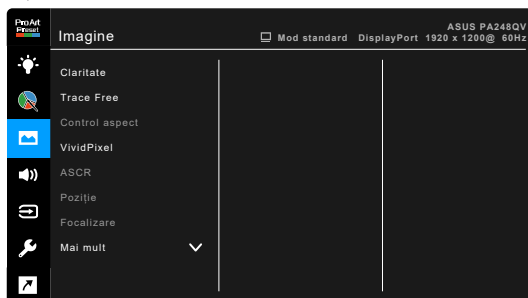 ProArt
Preset
Imagine
ASUS PA248QV
Mod standard DisplayPort 1920 x 1200@ 60Hz
Claritate
Trace Free
Control aspect
VividPixel
ASCR
Poziție
Focalizare
Mai mult